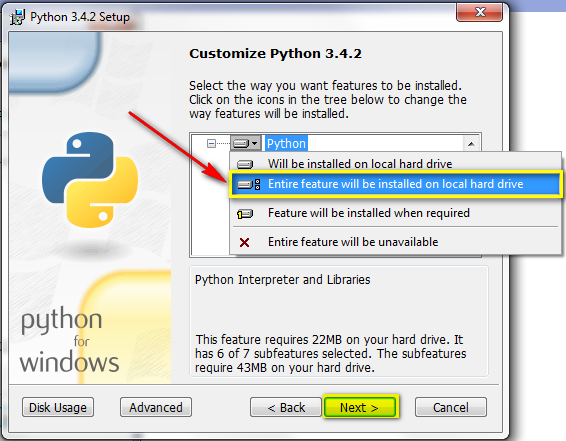 Python 3.4.2 Setup
Customize Python 3.4.2
Select the way you want features to be installed.
Click on the icons in the tree below to change the
way features will be installed.
Python
Will be installed on local hard drive
Entire feature will be installed on local hard drive
Feature will be installed when required
Entire feature will be unavailable
Python Interpreter and Libraries
This feature requires 22MB on your hard drive. It
has 6 of 7 subfeatures selected. The subfeatures
require 43MB on your hard drive.
python
for
windows
Disk Usage
Advanced
< Back
Next >
Cancel